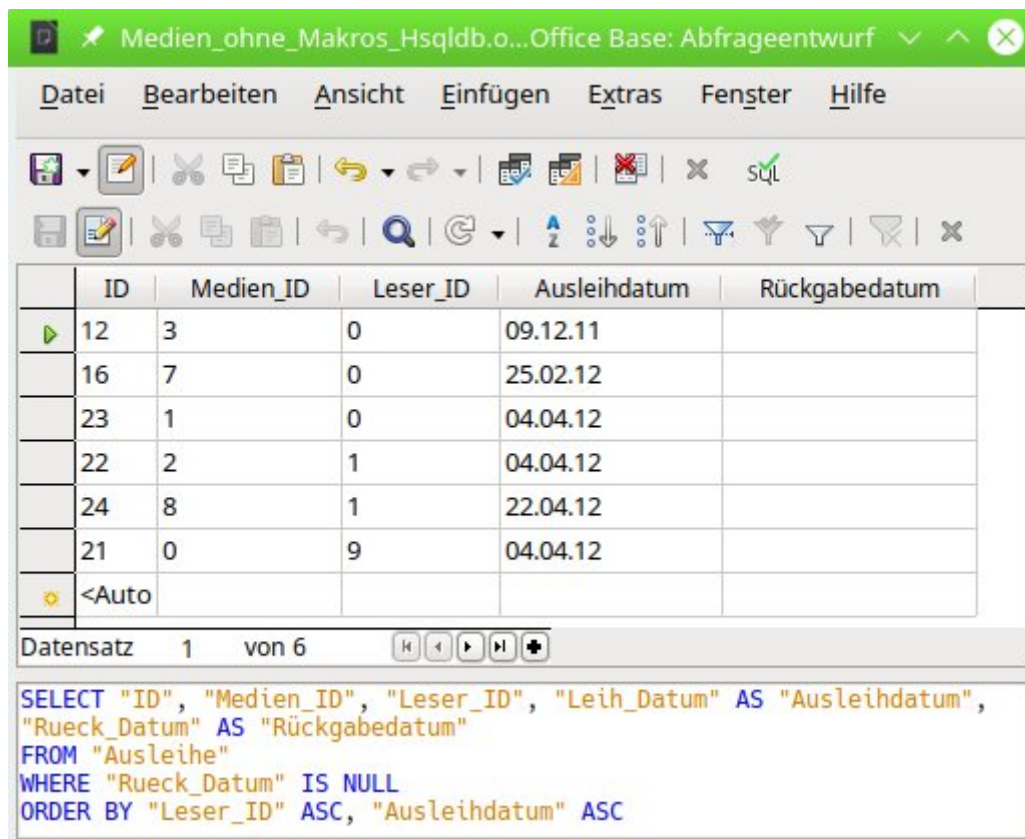 Medien_ohne_Makros_Hsqldb.o...Office Base: Abfrageentwurf
Datei Bearbeiten Ansicht Einfügen Extras Fenster Hilfe
SQL
A
Z
ID Medien_ID Leser_ID Ausleihdatum Rückgabedatum
12 3 0 09.12.11
16 7 0 25.02.12
23 1 0 04.04.12
22 2 1 04.04.12
24 8 1 22.04.12
21 0 9 04.04.12
<Auto
Datensatz 1 von 6
SELECT "ID", "Medien_ID", "Leser_ID", "Leih_Datum" AS "Ausleihdatum",
"Rueck_Datum" AS "Rückgabedatum"
FROM "Ausleihe"
WHERE "Rueck_Datum" IS NULL
ORDER BY "Leser_ID" ASC, "Ausleihdatum" ASC